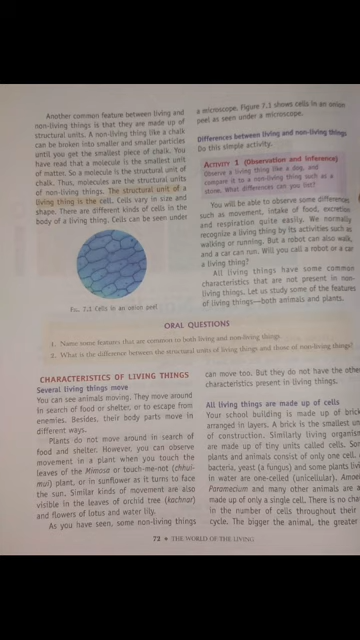 Another common feature between living and
non-living things is that they are made up of
structural units. A non-living thing like a chalk
can be broken into smaller and smaller particles
until you get the smallest piece of chalk. You
have read that a molecule is the smallest unit
of matter. So a molecule is the structural unit of
chalk. Thus, molecules are the structural units
of non-living things. The structural unit of a
living thing is the cell. Cells vary in size and
shape. There are different kinds of cells in the
body of a living thing. Cells can be seen under
FIG. 7.1 Cells in an onion peel
a microscope. Figure 7.1 shows cells in an onion
peel as seen under a microscope.
Differences between living and non-living things
Do this simple activity.
ACTIVITY 1 (Observation and Inference)
Observe a living thing like a dog, and
compare it to a non-living thing such as a
stone. What differences can you list?
You will be able to observe some differences
such as movement, intake of food, excretion
and respiration quite easily. We normally
recognize a living thing by its activities such as
walking or running. But a robot can also walk,
and a car can run. Will you call a robot or a car
a living thing?
All living things have some common
characteristics that are not present in non-
living things. Let us study some of the features
of living things—both animals and plants.
ORAL QUESTIONS
1. Name some features that are common to both living and non-living things.
2. What is the difference between the structural units of living things and those of non-living things?
CHARACTERISTICS OF LIVING THINGS
Several living things move
You can see animals moving. They move around
in search of food or shelter, or to escape from
enemies. Besides, their body parts move in
different ways.
Plants do not move around in search of
food and shelter. However, you can observe
movement in a plant when you touch the
leaves of the Mimosa or touch-me-not (chhui-
mui) plant, or in sunflower as it turns to face
the sun. Similar kinds of movement are also
visible in the leaves of orchid tree (kachnar)
and flowers of lotus and water lily.
As you have seen, some non-living things
can move too. But they do not have the other
characteristics present in living things.
All living things are made up of cells
Your school building is made up of brick
arranged in layers. A brick is the smallest un
of construction. Similarly living organism
are made of tiny units called cells. Som
plants and animals consist of only one cell.
bacteria, yeast (a fungus) and some plants livi
in water are one-celled (unicellular). Amoeb
Paramecium and many other animals are a
made up of only a single cell. There is no cha
in the number of cells throughout their
cycle. The bigger the animal, the greater
72 • THE WORLD OF THE LIVING